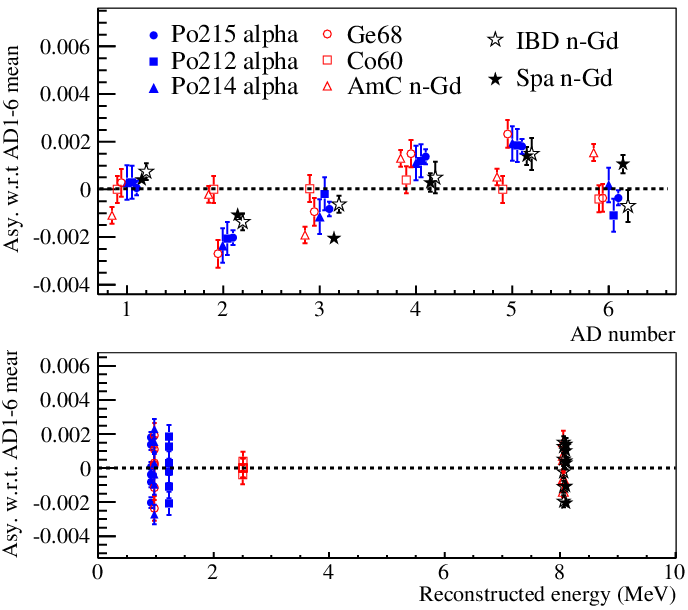 Asy. w.r.t AD1-6 mean
0.006
0.004
0.002
0
-0.002
-0.004
Po215 alpha
Po212 alpha
Po214 alpha
Ge68
Co60
AmC n-Gd
IBD n-Gd
Spa n-Gd
1 2 3 4 5 6
AD number
Asy. w.r.t. AD1-6 mear
0.006
0.004
0.002
0
-0.002
-0.004
0 2 4 6 8 10
Reconstructed energy (MeV)